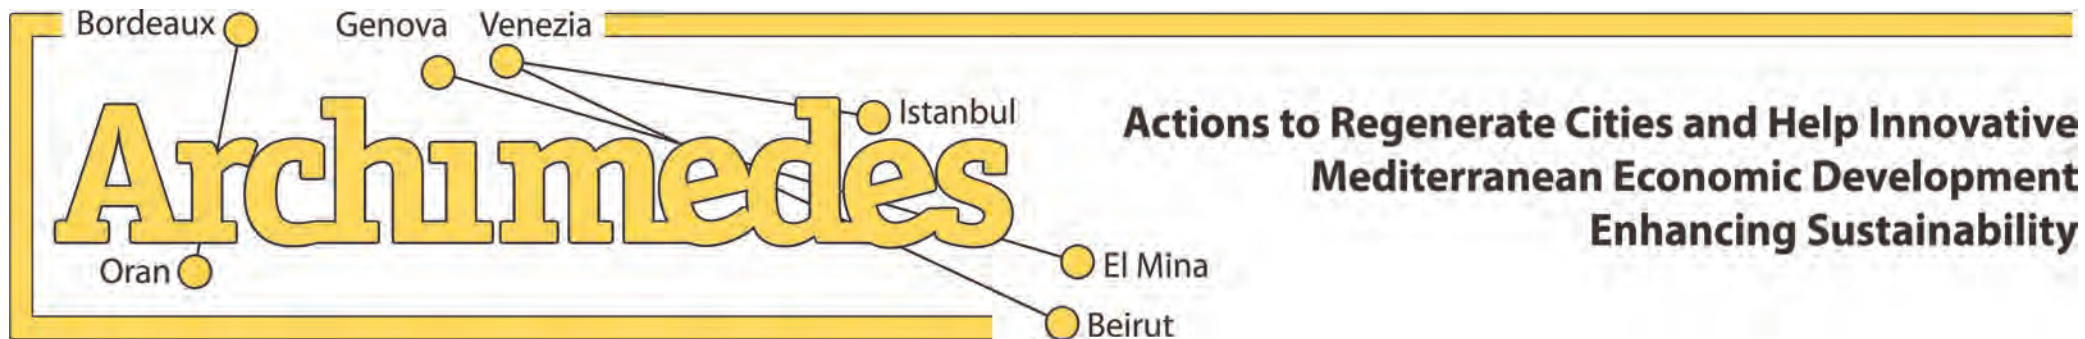 Bordeaux
Genova
Venezia
Istanbul
Archimedes
Oran
El Mina
Beirut
Actions to Regenerate Cities and Help Innovative
Mediterranean Economic Development
Enhancing Sustainability